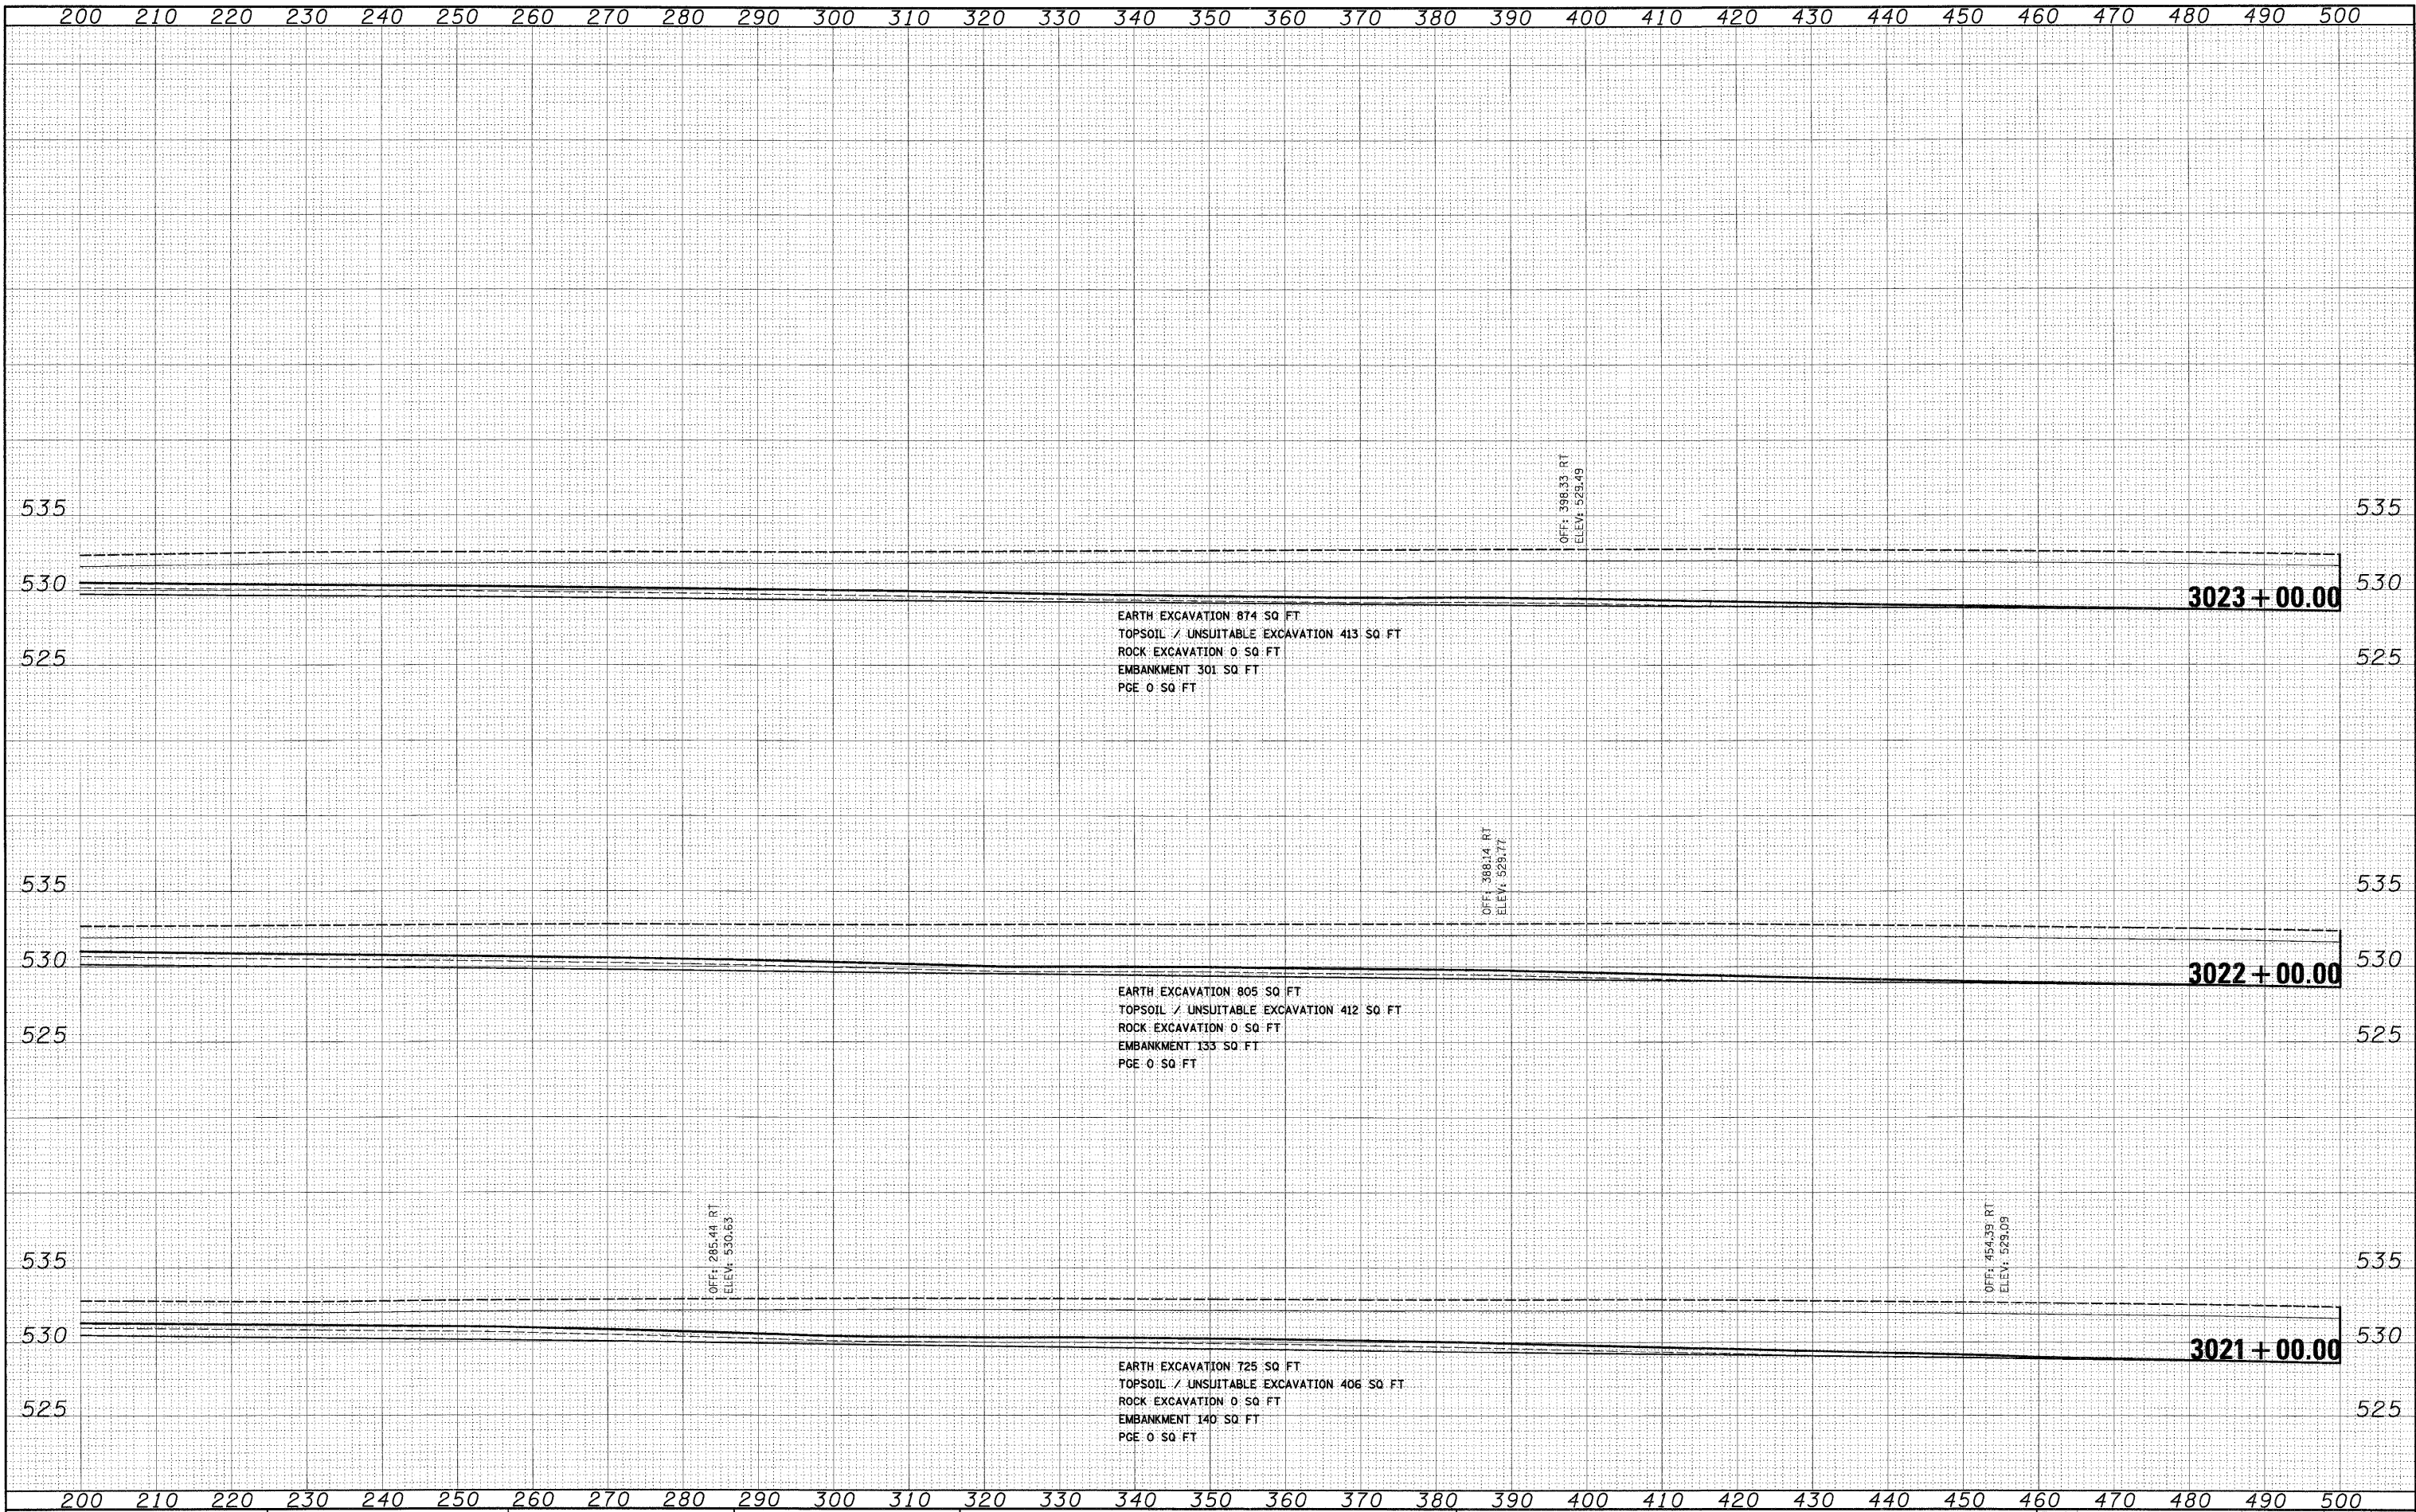 200 210 220 230 240 250 260 270 280 290 300 310 320 330 340 350 360 370 380 390 400 410 420 430 440 450 460 470 480 490 500
OFF: 398.33 RT
ELEV: 529.49
535 535
530 530
3023+00.00
EARTH EXCAVATION 874 SQ FT
TOPSOIL / UNSUITABLE EXCAVATION 413 SQ FT
525 525
ROCK EXCAVATION 0 SQ FT
EMBANKMENT 301 SQ FT
PGE 0 SQ FT
OFF: 388.14 RT
ELEV: 529.77
535 535
530 530
3022+00.00
EARTH EXCAVATION 805 SQ FT
TOPSOIL / UNSUITABLE EXCAVATION 412 SQ FT
ROCK EXCAVATION 0 SQ FT
525 525
EMBANKMENT 133 SQ FT
PGE 0 SQ FT
OFF: 285.44 RT
ELEV: 530.63
OFF: 454.39 RT
ELEV: 529.09
535 535
530 530
3021+00.00
EARTH EXCAVATION 725 SQ FT
TOPSOIL / UNSUITABLE EXCAVATION 406 SQ FT
ROCK EXCAVATION 0 SQ FT
525 525
EMBANKMENT 140 SQ FT
PGE 0 SQ FT
200 210 220 230 240 250 260 270 280 290 300 310 320 330 340 350 360 370 380 390 400 410 420 430 440 450 460 470 480 490 500